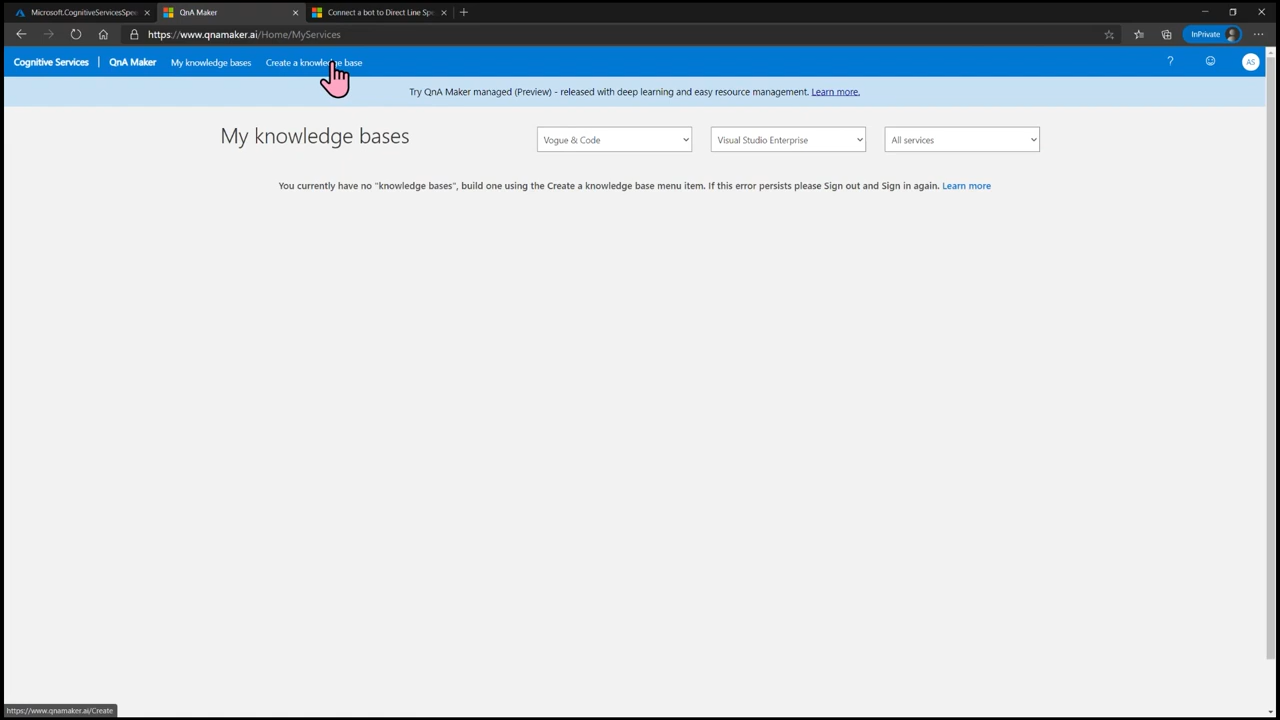 Microsoft.CognitiveServicesSpe
QnA Maker
Connect a bot to Direct Line Spe
https://www.qnamaker.ai/Home/MyServices
InPrivate
Cognitive Services | QnA Maker My knowledge bases Create a knowledge base
? AS
Try QnA Maker managed (Preview) - released with deep learning and easy resource management. Learn more.
My knowledge bases
Vogue & Code
Visual Studio Enterprise
All services
You currently have no "knowledge bases", build one using the Create a knowledge base menu item. If this error persists please Sign out and Sign in again. Learn more
https://www.qnamaker.ai/Create